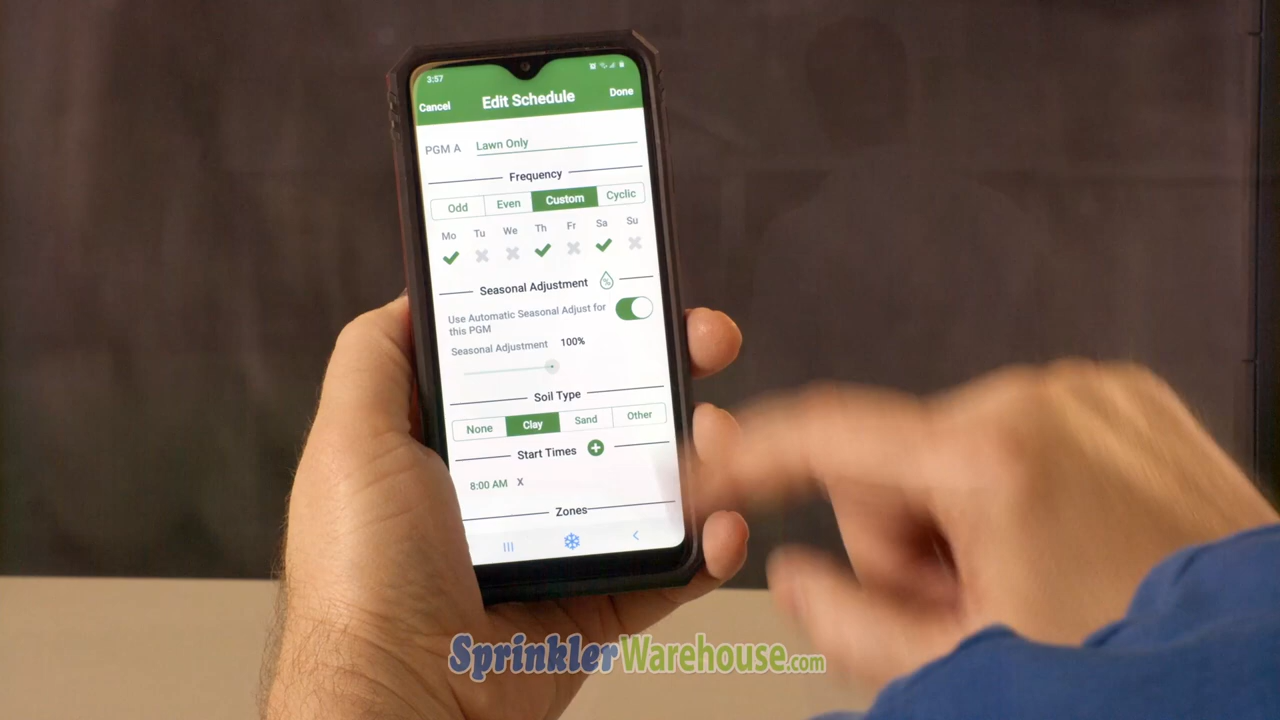 3:57
Cancel Edit Schedule Done
PGM A Lawn Only
Frequency
Odd Even Custom Cyclic
Mo Tu We Th Fr Sa Su
Seasonal Adjustment %
Use Automatic Seasonal Adjust for
this PGM
Seasonal Adjustment 100%
Soil Type
None Clay Sand Other
Start Times +
8:00 AM X
Zones
SprinklerWarehouse.com